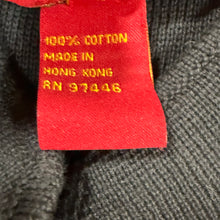 100% COTTON
MADE IN
HONG KONG
RN 97446